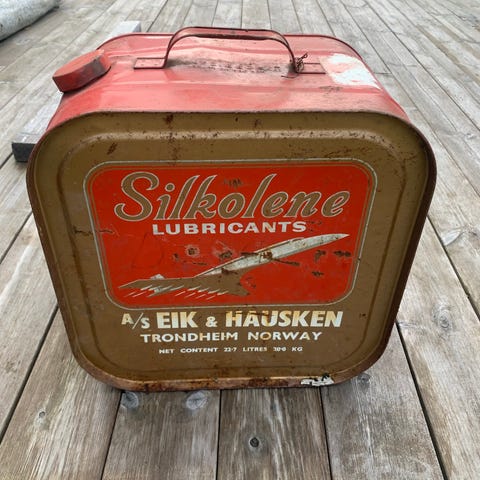 Silkolene
LUBRICANTS
A/S EIK & HAUSKEN
TRONDHEIM NORWAY
NET CONTENT 22·7 LITRES 20·0 KG